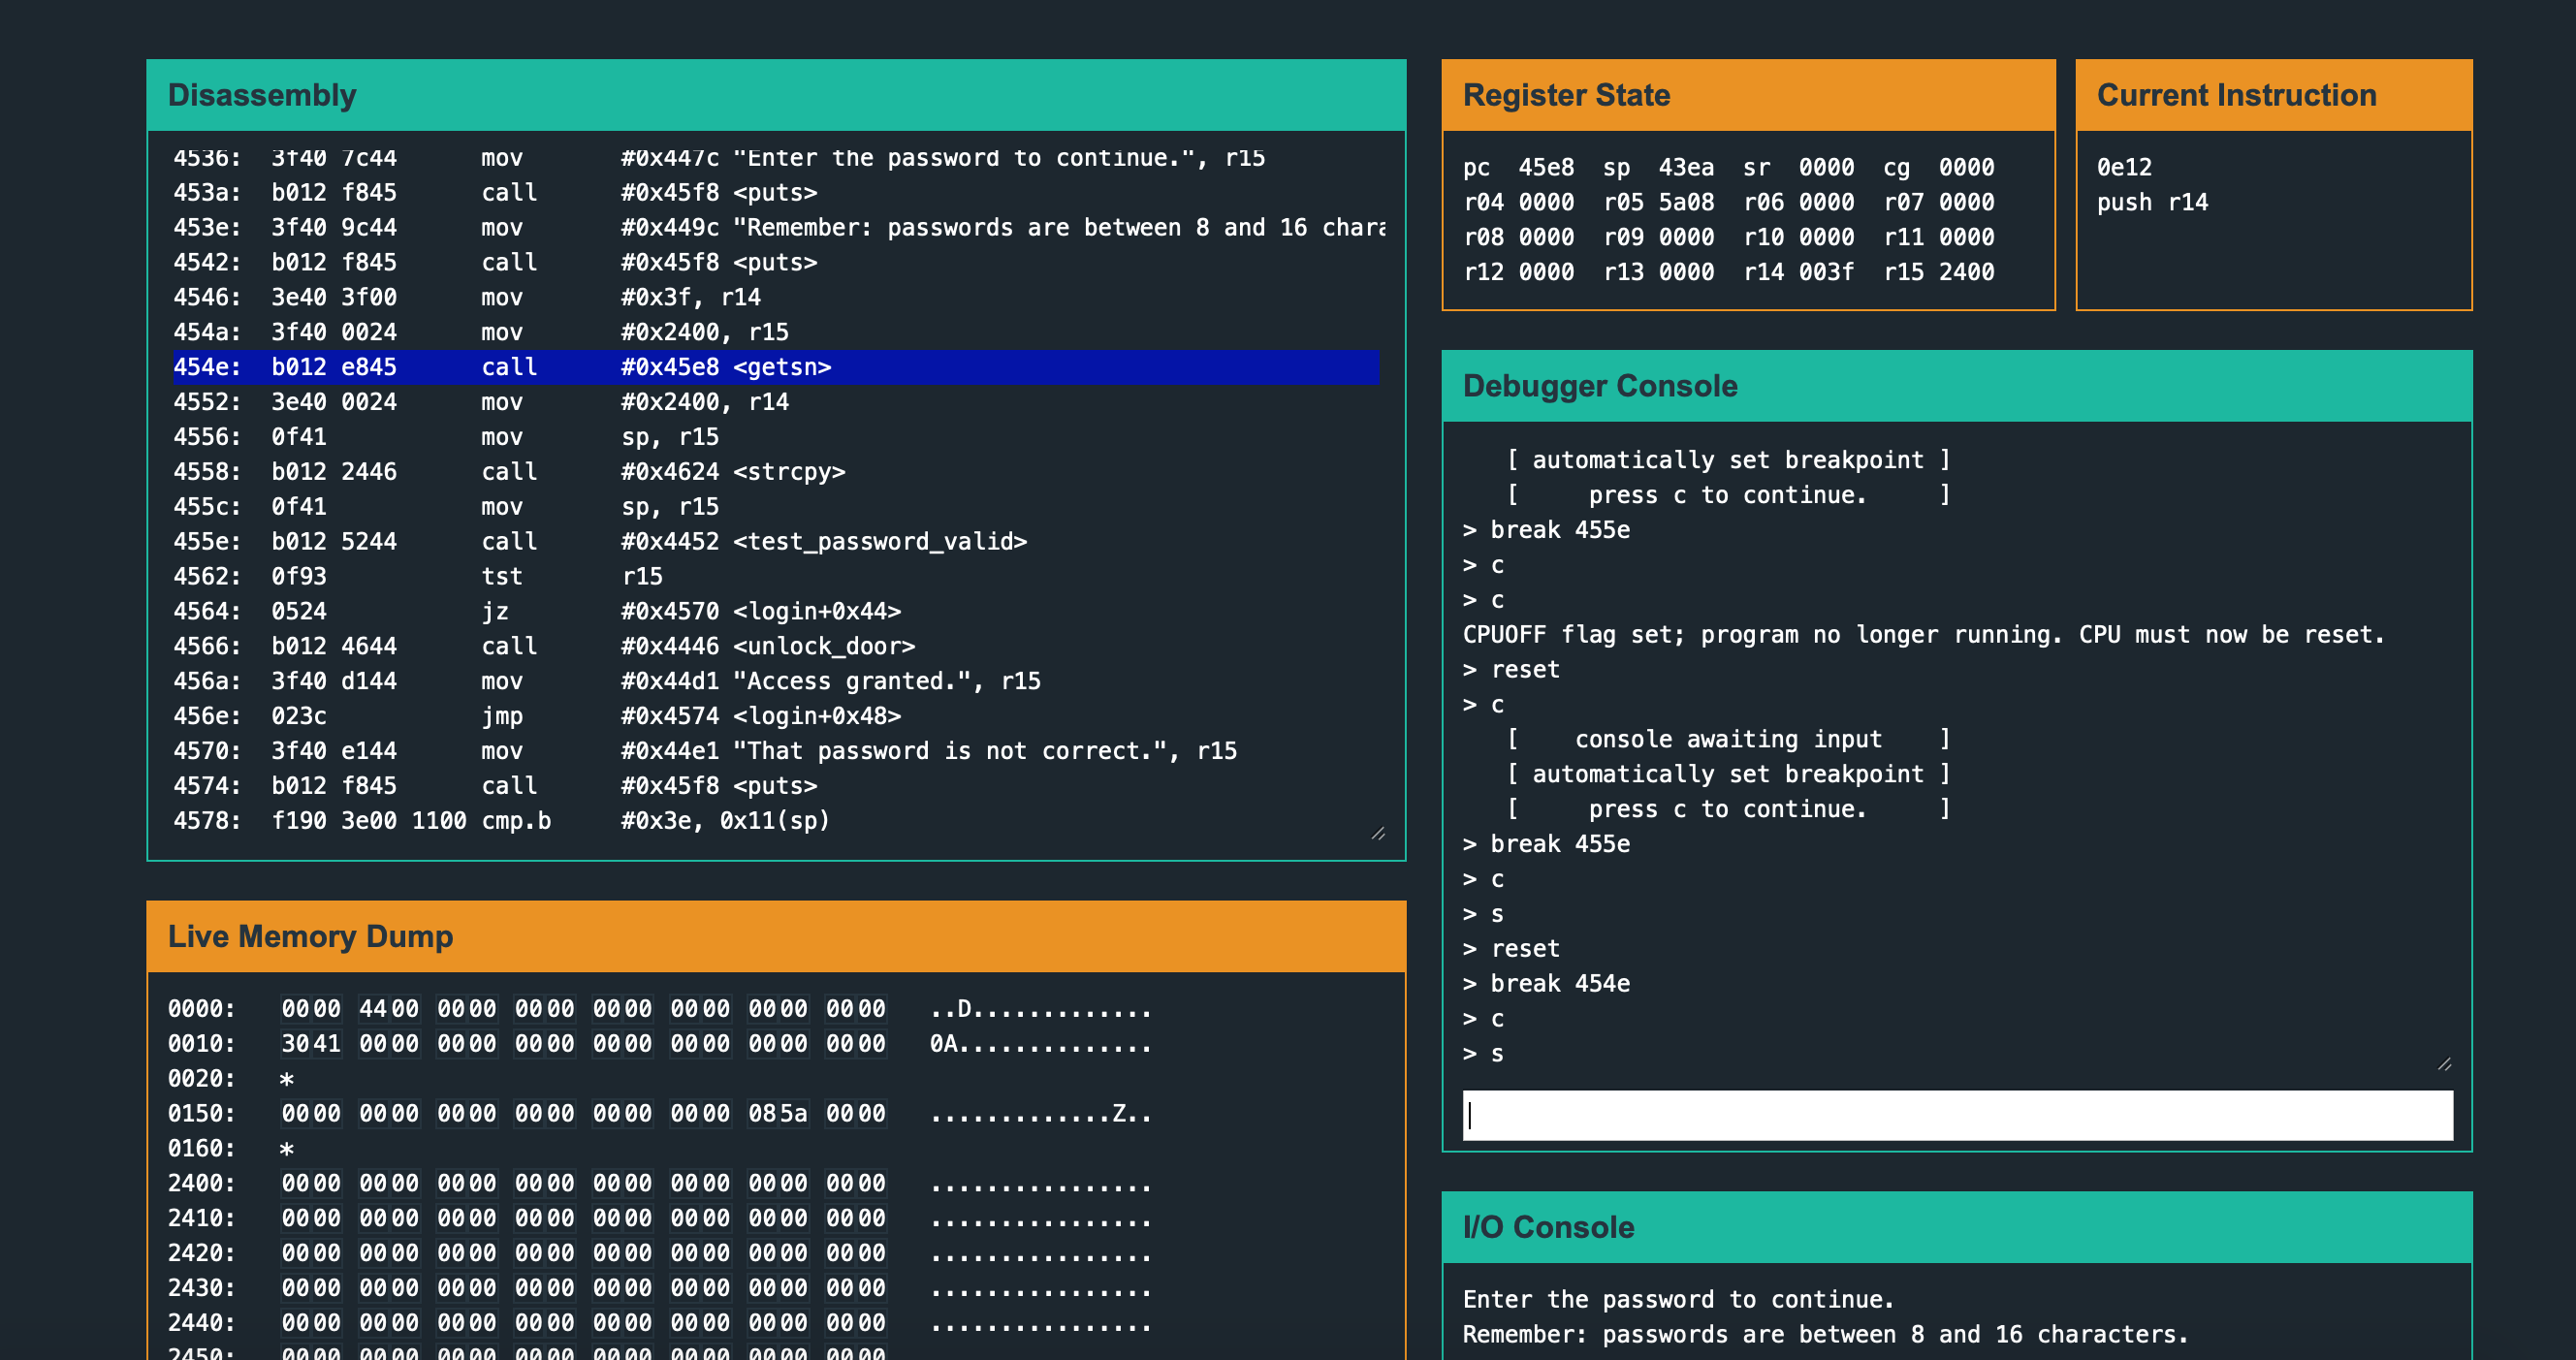 Disassembly
4536: 3f40 7c44 mov #0x447c "Enter the password to continue.", r15
453a: b012 f845 call #0x45f8 <puts>
453e: 3f40 9c44 mov #0x449c "Remember: passwords are between 8 and 16 chara
4542: b012 f845 call #0x45f8 <puts>
4546: 3e40 3f00 mov #0x3f, r14
454a: 3f40 0024 mov #0x2400, r15
454e: b012 e845 call #0x45e8 <getsn>
4552: 3e40 0024 mov #0x2400, r14
4556: 0f41 mov sp, r15
4558: b012 2446 call #0x4624 <strcpy>
455c: 0f41 mov sp, r15
455e: b012 5244 call #0x4452 <test_password_valid>
4562: 0f93 tst r15
4564: 0524 jz #0x4570 <login+0x44>
4566: b012 4644 call #0x4446 <unlock_door>
456a: 3f40 d144 mov #0x44d1 "Access granted.", r15
456e: 023c jmp #0x4574 <login+0x48>
4570: 3f40 e144 mov #0x44e1 "That password is not correct.", r15
4574: b012 f845 call #0x45f8 <puts>
4578: f190 3e00 1100 cmp.b #0x3e, 0x11(sp)
Live Memory Dump
0000: 0000 4400 0000 0000 0000 0000 0000 0000 ..D.............
0010: 3041 0000 0000 0000 0000 0000 0000 0000 0A..............
0020: *
0150: 0000 0000 0000 0000 0000 0000 085a 0000 .............Z..
0160: *
2400: 0000 0000 0000 0000 0000 0000 0000 0000 ................
2410: 0000 0000 0000 0000 0000 0000 0000 0000 ................
2420: 0000 0000 0000 0000 0000 0000 0000 0000 ................
2430: 0000 0000 0000 0000 0000 0000 0000 0000 ................
2440: 0000 0000 0000 0000 0000 0000 0000 0000 ................
2450: 0000 0000 0000 0000 0000 0000 0000 0000
Register State
pc 45e8 sp 43ea sr 0000 cg 0000
r04 0000 r05 5a08 r06 0000 r07 0000
r08 0000 r09 0000 r10 0000 r11 0000
r12 0000 r13 0000 r14 003f r15 2400
Current Instruction
0e12
push r14
Debugger Console
[ automatically set breakpoint ]
[ press c to continue. ]
> break 455e
> c
> c
CPUOFF flag set; program no longer running. CPU must now be reset.
> reset
> c
[ console awaiting input ]
[ automatically set breakpoint ]
[ press c to continue. ]
> break 455e
> c
> s
> reset
> break 454e
> c
> s
I/O Console
Enter the password to continue.
Remember: passwords are between 8 and 16 characters.